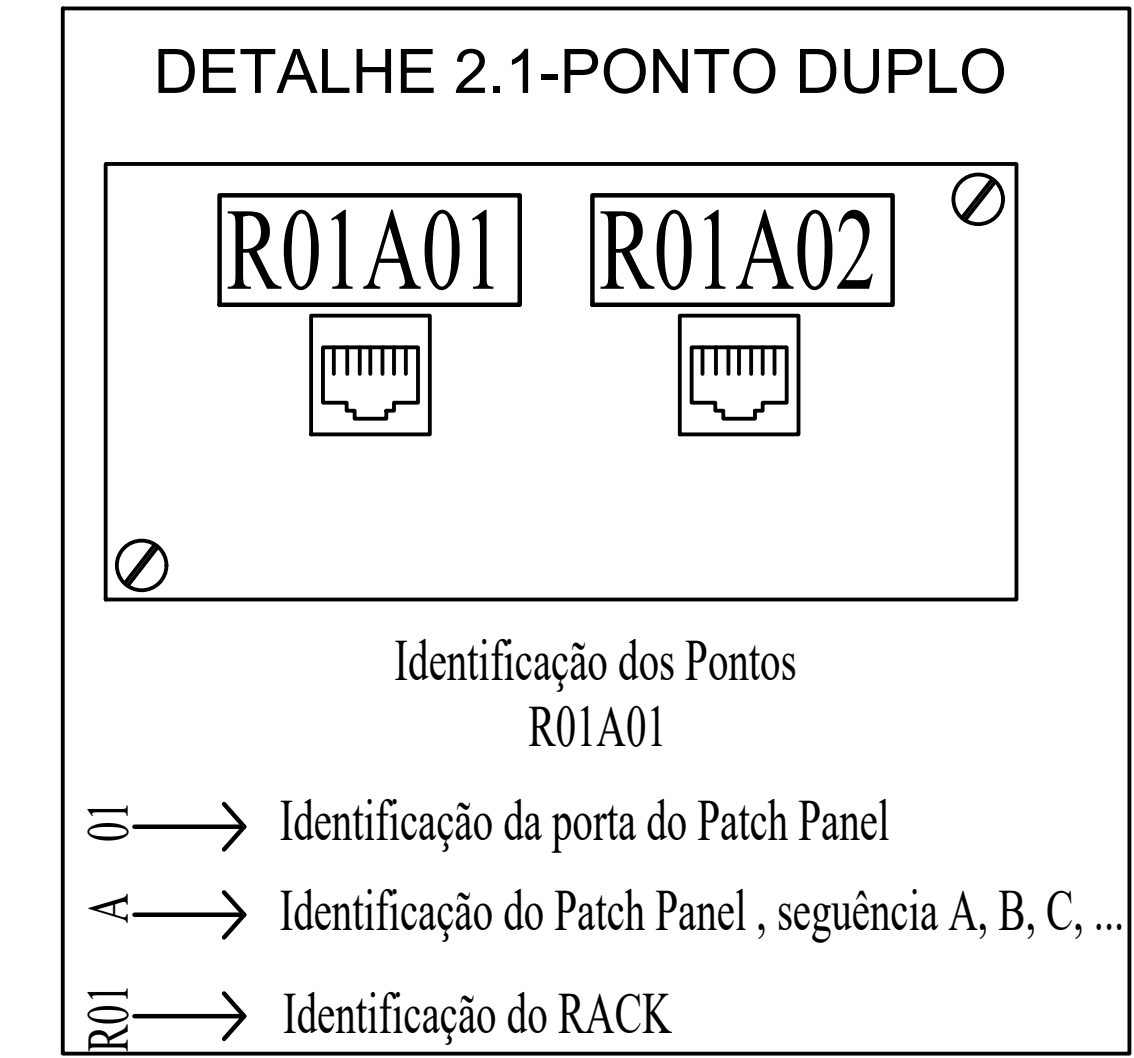 DETALHE 2.1-PONTO DUPLO
R01A01 R01A02
Identificação dos Pontos
R01A01
01 Identificação da porta do Patch Panel
A Identificação do Patch Panel , seguência A, B, C, ...
R01 Identificação do RACK